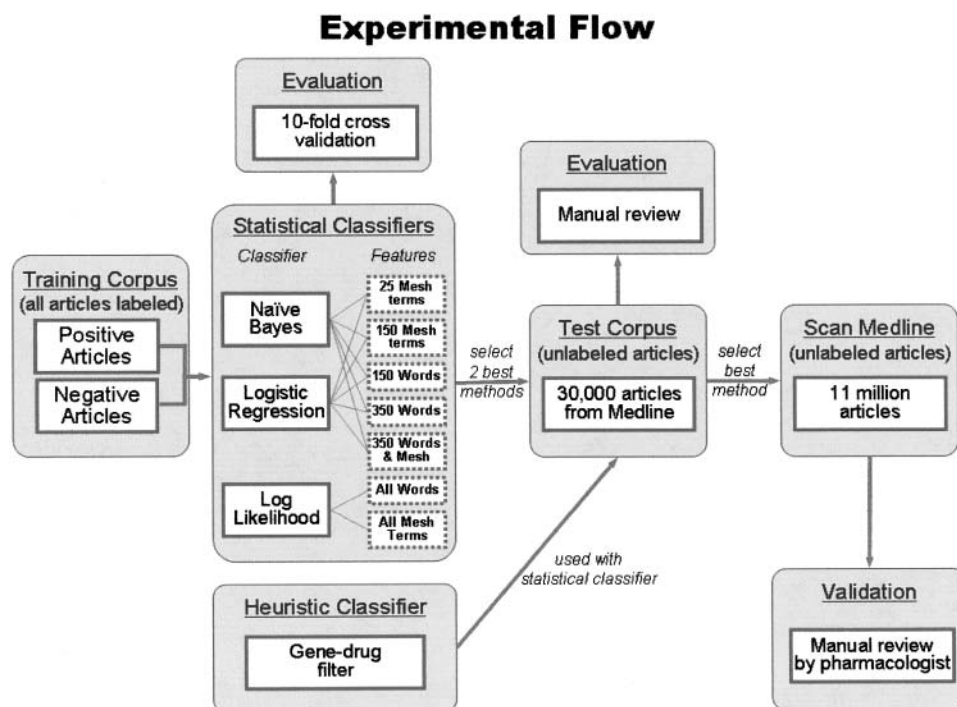 Experimental Flow
Evaluation
10-fold cross
validation
Evaluation
Manual review
Training Corpus
(all articles labeled)
Positive
Articles
Negative
Articles
Statistical Classifiers
Classifier
Features
Naïve
Bayes
Logistic
Regression
Log
Likelihood
25 Mesh
terms
150 Mesh
terms
150 Words
350 Words
350 Words
& Mesh
All Words
All Mesh
Terms
select
2 best
methods
Test Corpus
(unlabeled articles)
30,000 articles
from Medline
select
best
method
Scan Medline
(unlabeled articles)
11 million
articles
used with
statistical classifier
Heuristic Classifier
Gene-drug
filter
Validation
Manual review
by pharmacologist